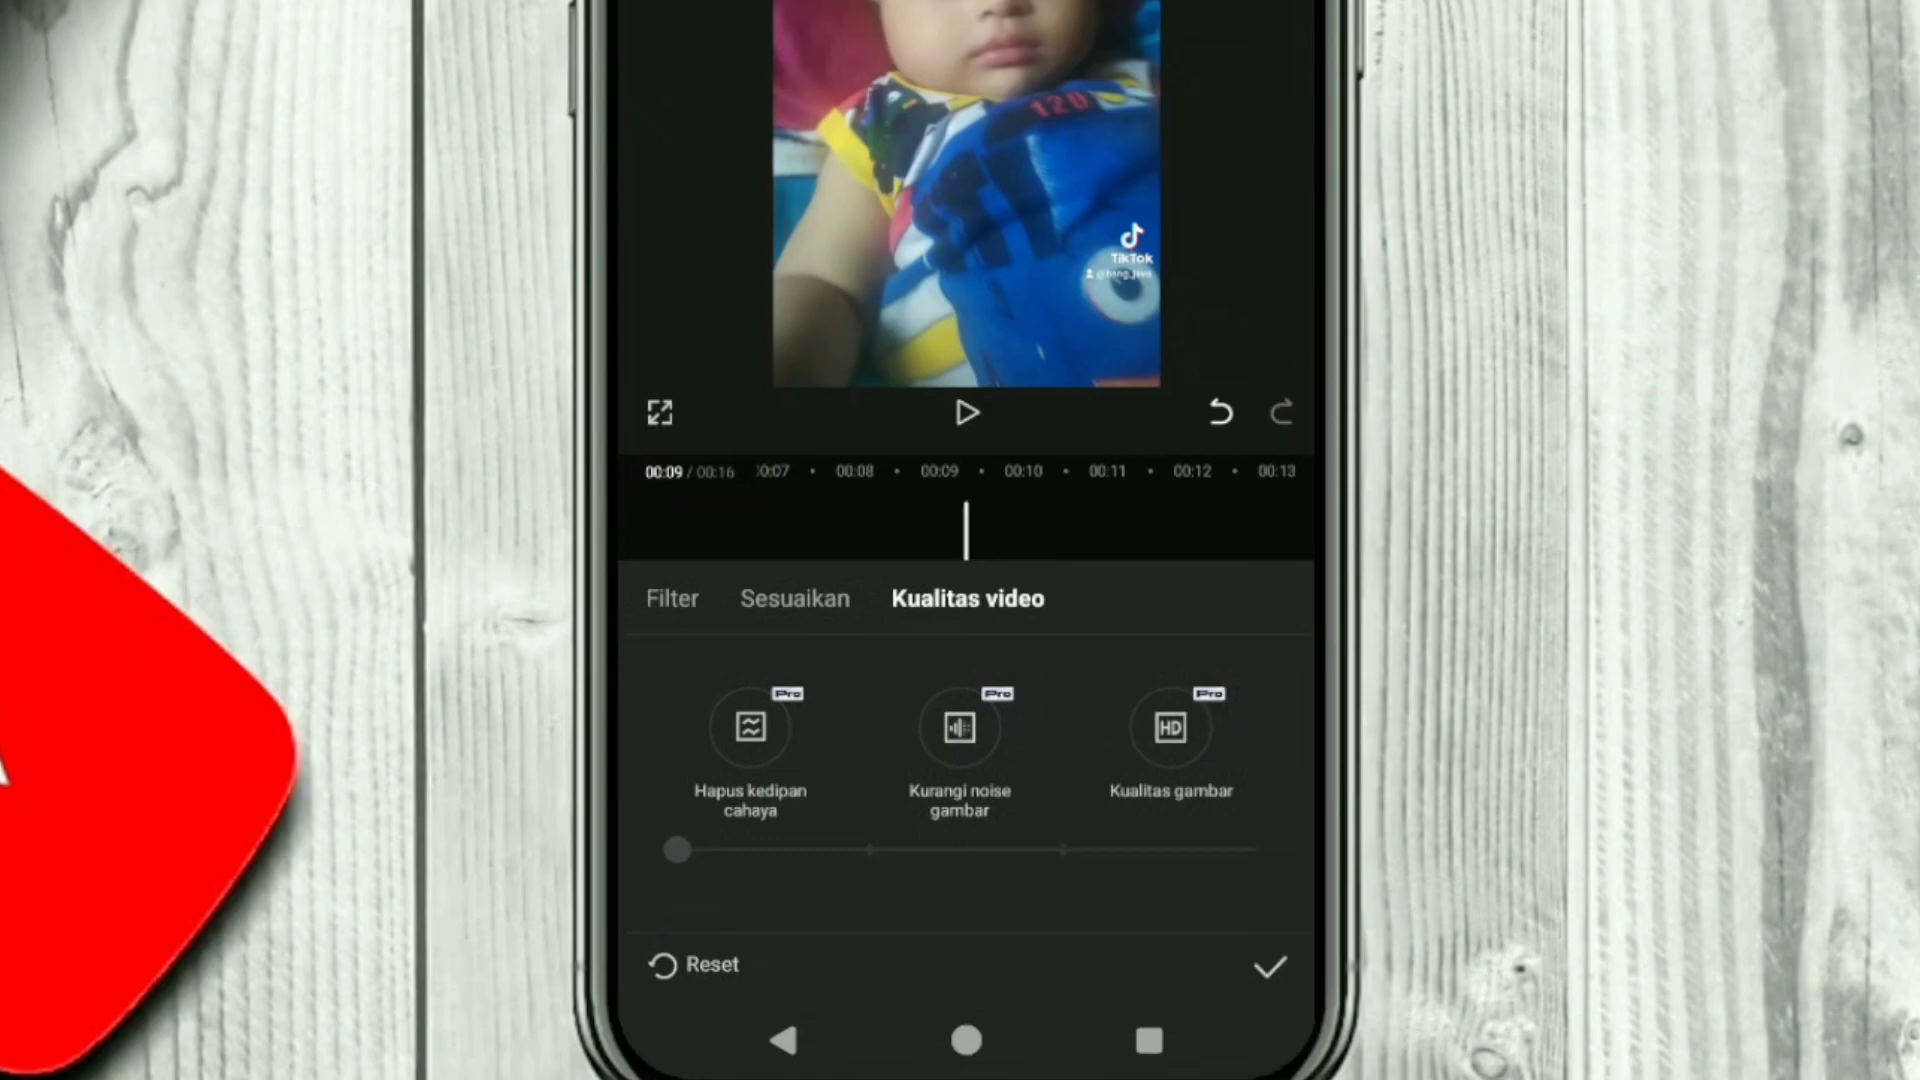 120
TikTok
00:09 / 00:16
00:08
00:09
00:10
00:11
00:12
00:13
Filter
Sesuaikan
Kualitas video
Pro
Pro
Pro
HD
Hapus kedipan
cahaya
Kurangi noise
gambar
Kualitas gambar
Reset